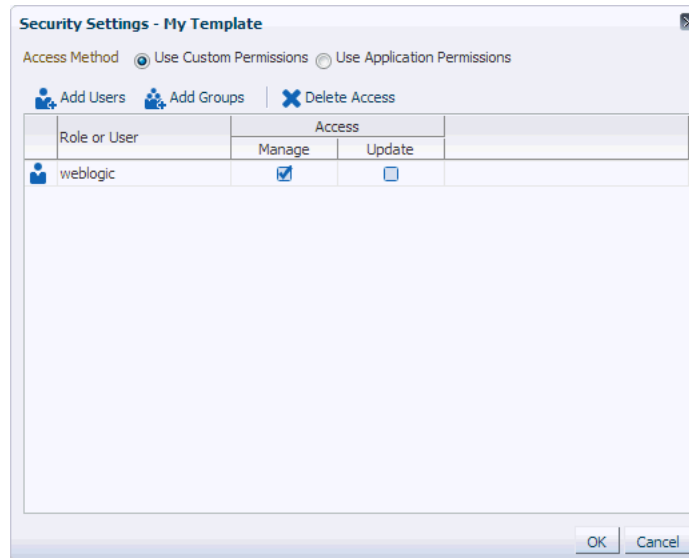 Security Settings - My Template
Access Method Use Custom Permissions Use Application Permissions
Add Users Add Groups Delete Access
Role or User Access
Manage Update
weblogic
OK Cancel